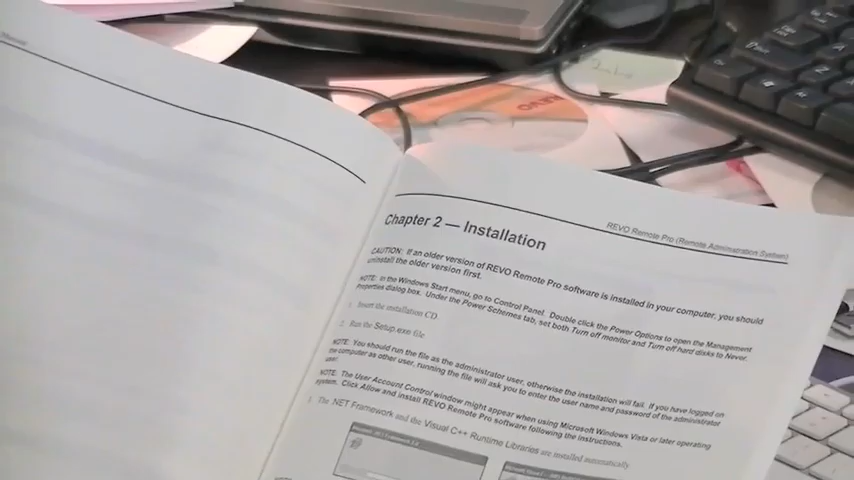 Manual
REVO
REVO Remote Pro (Remote Administration System)
Chapter 2 — Installation
CAUTION: If an older version of REVO Remote Pro software is installed in your computer, you should
uninstall the older version first.
NOTE: In the Windows Start menu, go to Control Panel. Double click the Power Options to open the Management
Properties dialog box. Under the Power Schemes tab, set both Turn off monitor and Turn off hard disks to Never.
1. Insert the installation CD
2. Run the Setup.exe file
NOTE: You should run the file as the administrator user, otherwise the installation will fail. If you have logged on
the computer as other user, running the file will ask you to enter the user name and password of the administrator
user.
NOTE: The User Account Control window might appear when using Microsoft Windows Vista or later operating
system. Click Allow and install REVO Remote Pro software following the instructions.
3. The .NET Framework and the Visual C++ Runtime Libraries are installed automatically